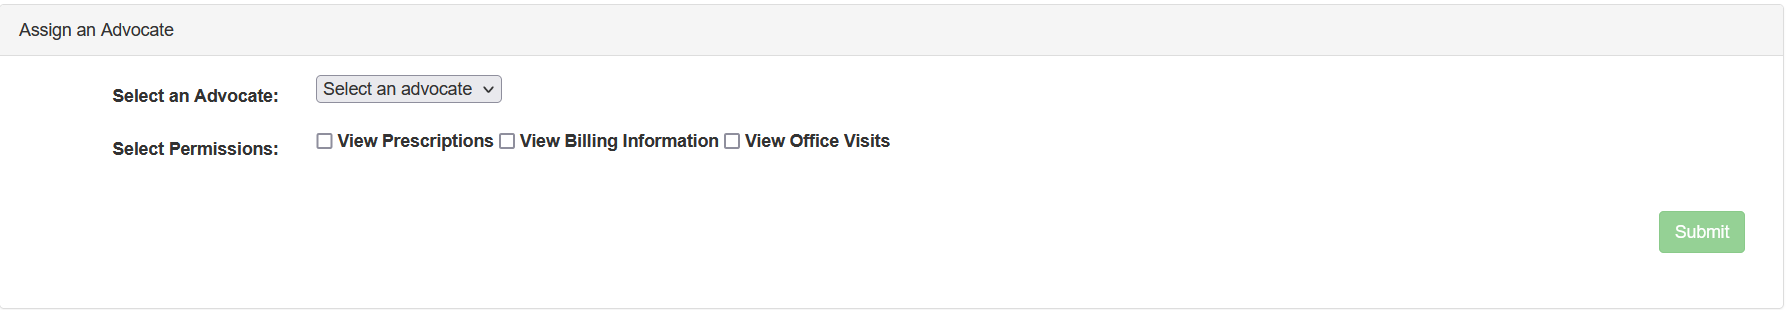 Assign an Advocate
Select an Advocate: Select an advocate
Select Permissions: View Prescriptions View Billing Information View Office Visits
Submit